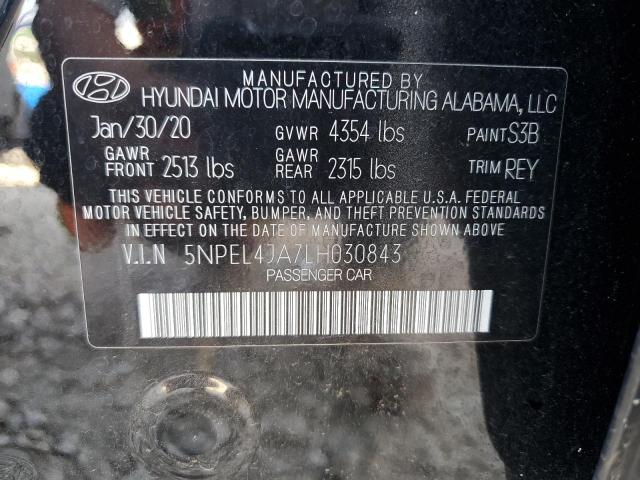 MANUFACTURED BY
HYUNDAI MOTOR MANUFACTURING ALABAMA, LLC
Jan/30/20 GVWR 4354 lbs PAINT S3B
GAWR FRONT 2513 lbs GAWR REAR 2315 lbs TRIM REY
THIS VEHICLE CONFORMS TO ALL APPLICABLE U.S.A. FEDERAL
MOTOR VEHICLE SAFETY, BUMPER, AND THEFT PREVENTION STANDARDS
IN EFFECT ON THE DATE OF MANUFACTURE SHOWN ABOVE
V.I.N 5NPEL4JA7LH030843
PASSENGER CAR